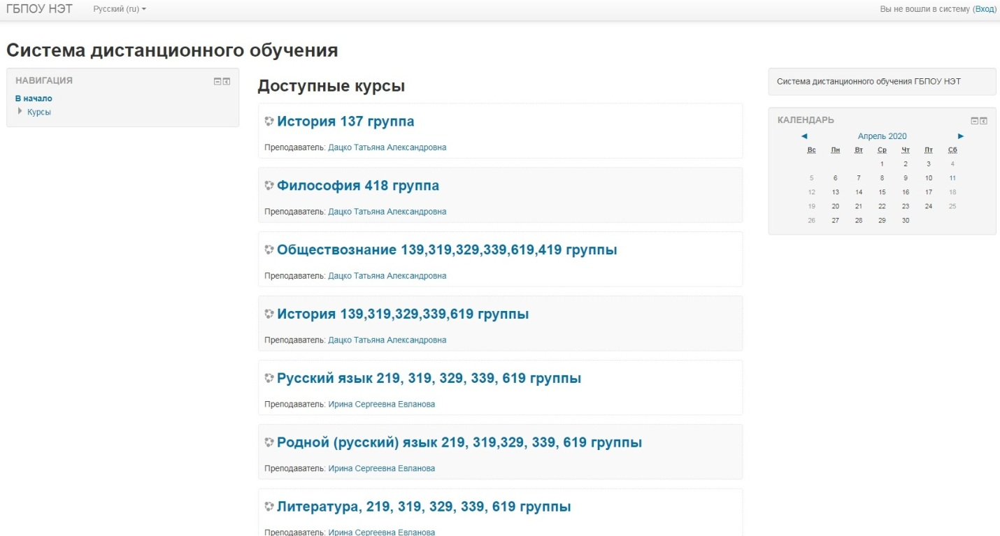 ГБПОУ НЭТ
Русский (ru)
Вы не вошли в систему (Вход)
Система дистанционного обучения
НАВИГАЦИЯ
В начало
Курсы
Доступные курсы
История 137 группа
Преподаватель: Дацко Татьяна Александровна
Философия 418 группа
Преподаватель: Дацко Татьяна Александровна
Обществознание 139,319,329,339,619,419 группы
Преподаватель: Дацко Татьяна Александровна
История 139,319,329,339,619 группы
Преподаватель: Дацко Татьяна Александровна
Русский язык 219, 319, 329, 339, 619 группы
Преподаватель: Ирина Сергеевна Евланова
Родной (русский) язык 219, 319,329, 339, 619 группы
Преподаватель: Ирина Сергеевна Евланова
Литература, 219, 319, 329, 339, 619 группы
Преподаватель: Ирина Сергеевна Евланова
Система дистанционного обучения ГБПОУ НЭТ
КАЛЕНДАРЬ
Апрель 2020
Вс Пн Вт Ср Чт Пт Сб
1 2 3 4
5 6 7 8 9 10 11
12 13 14 15 16 17 18
19 20 21 22 23 24 25
26 27 28 29 30